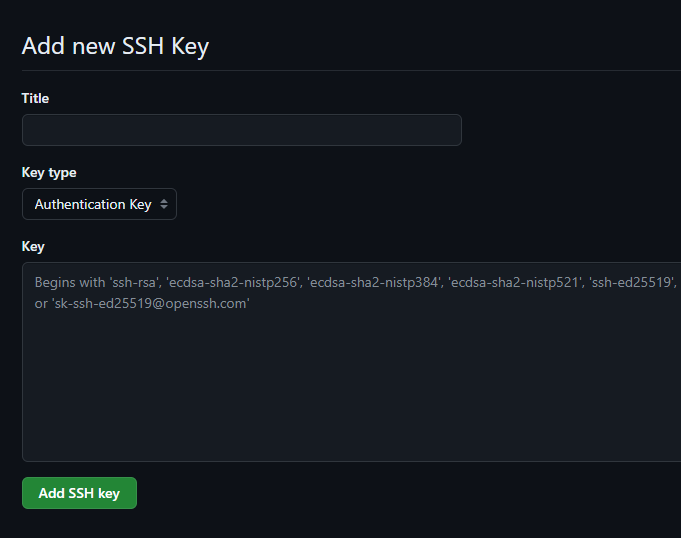 Add new SSH Key
Title
Key type
Authentication Key
Key
Begins with 'ssh-rsa', 'ecdsa-sha2-nistp256', 'ecdsa-sha2-nistp384', 'ecdsa-sha2-nistp521', 'ssh-ed25519',
or 'sk-ssh-ed25519@openssh.com'
Add SSH key